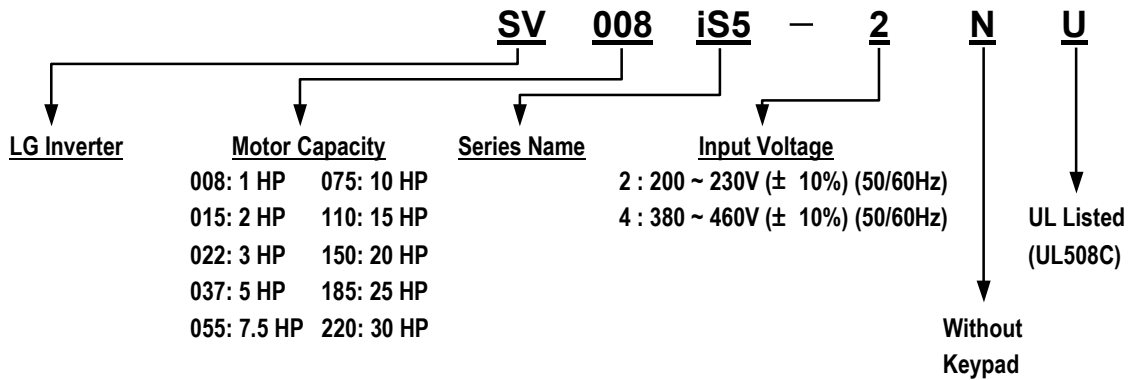 SV 008 iS5 – 2 N U
LG Inverter
Motor Capacity
008: 1 HP 075: 10 HP
015: 2 HP 110: 15 HP
022: 3 HP 150: 20 HP
037: 5 HP 185: 25 HP
055: 7.5 HP 220: 30 HP
Series Name
Input Voltage
2 : 200 ~ 230V (± 10%) (50/60Hz)
4 : 380 ~ 460V (± 10%) (50/60Hz)
Without
Keypad
UL Listed
(UL508C)